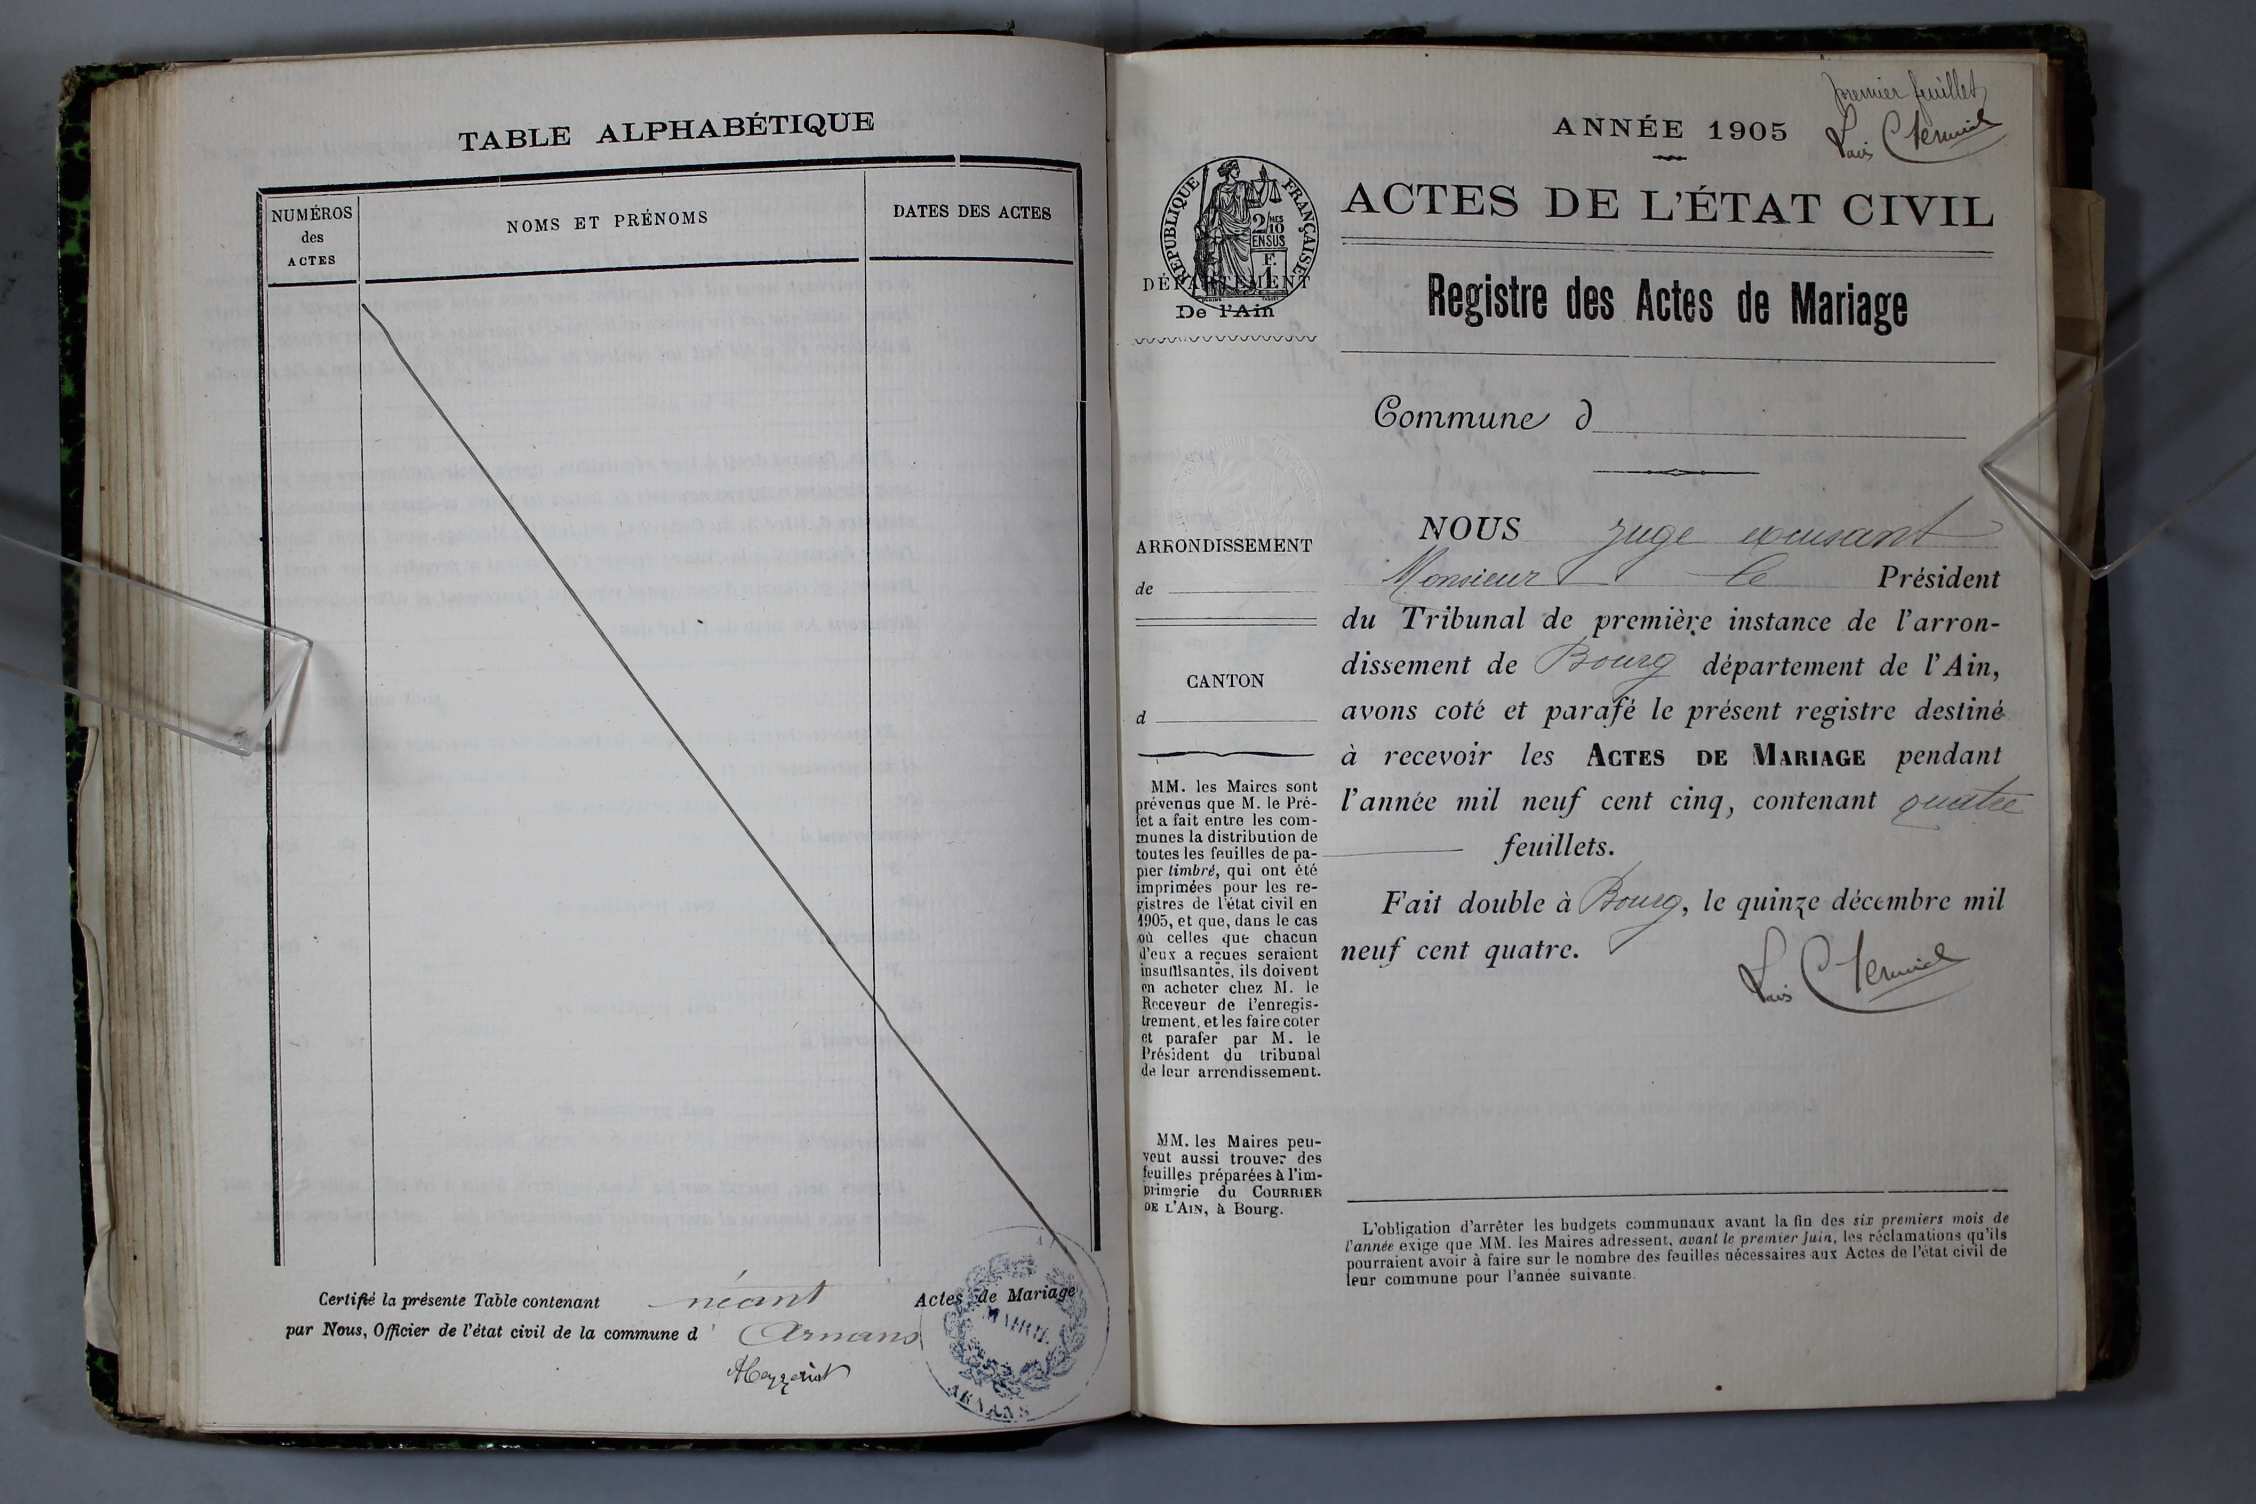 TABLE ALPHABÉTIQUE
NUMÉROS
des
ACTES
NOMS ET PRÉNOMS
DATES DES ACTES
Certifié la présente Table contenant néant Actes de Mariage
par Nous, Officier de l'état civil de la commune d' Arnans
MAIRIE
ARNANS
premier feuillet
ANNÉE 1905
RÉPUBLIQUE FRANÇAISE
2/10
EN SUS
F.
1
DÉPARTEMENT
De l'Ain
ACTES DE L'ÉTAT CIVIL
Registre des Actes de Mariage
Commune d
ARRONDISSEMENT
de
CANTON
d
MM. les Maires sont
prévenus que M. le Pré-
fet a fait entre les com-
munes la distribution de
toutes les feuilles de pa-
pier timbré, qui ont été
imprimées pour les re-
gistres de l'état civil en
1905, et que, dans le cas
où celles que chacun
d'eux a reçues seraient
insuffisantes, ils doivent
en acheter chez M. le
Receveur de l'enregis-
trement, et les faire coter
et parafer par M. le
Président du tribunal
de leur arrondissement.
MM. les Maires peu-
vent aussi trouver des
feuilles préparées à l'im-
primerie du COURRIER
DE L'AIN, à Bourg.
NOUS juge excusant
Monsieur le Président
du Tribunal de première instance de l'arron-
dissement de Bourg département de l'Ain,
avons coté et parafé le présent registre destiné
à recevoir les ACTES DE MARIAGE pendant
l'année mil neuf cent cinq, contenant quatre
feuillets.
Fait double à Bourg, le quinze décembre mil
neuf cent quatre.
L'obligation d'arrêter les budgets communaux avant la fin des six premiers mois de
l'année exige que MM. les Maires adressent, avant le premier Juin, les réclamations qu'ils
pourraient avoir à faire sur le nombre des feuilles nécessaires aux Actes de l'état civil de
leur commune pour l'année suivante.